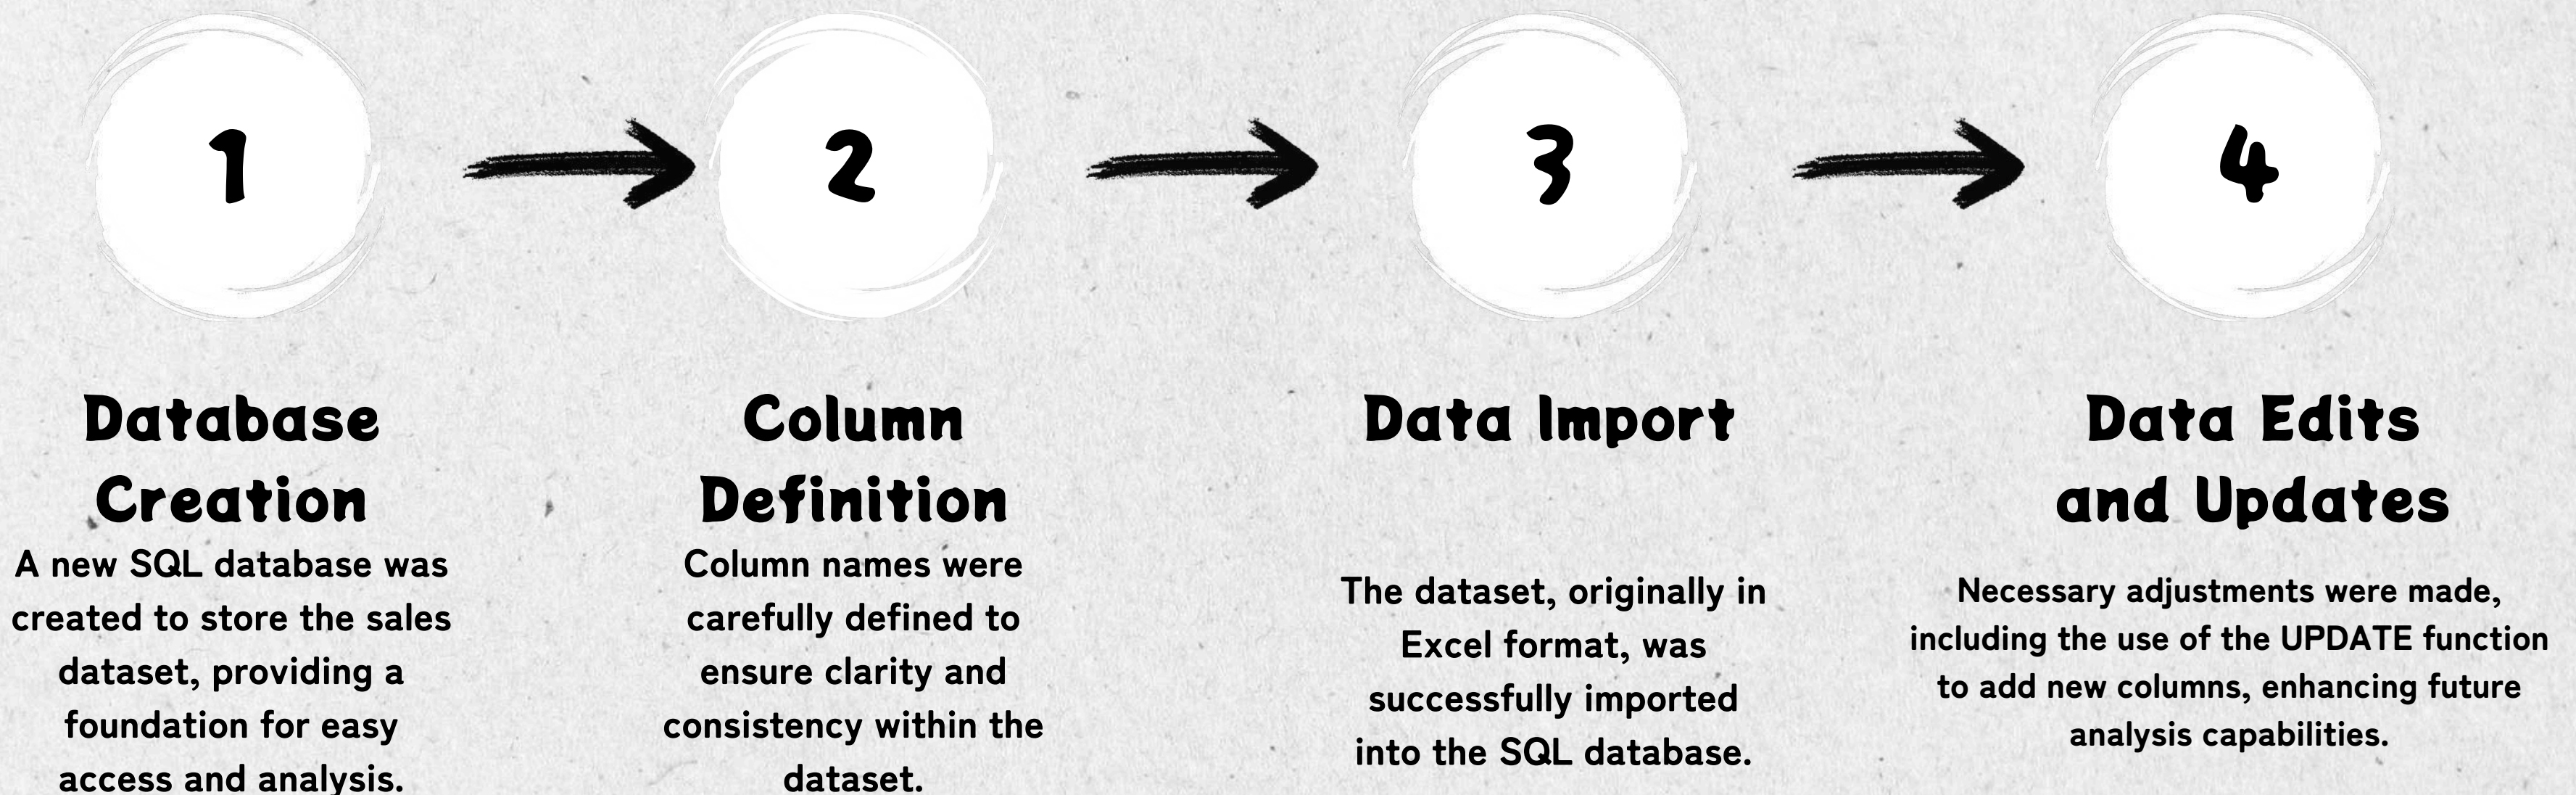 1
2
3
4
Database
Creation
A new SQL database was
created to store the sales
dataset, providing a
foundation for easy
access and analysis.
Column
Definition
Column names were
carefully defined to
ensure clarity and
consistency within the
dataset.
Data Import
The dataset, originally in
Excel format, was
successfully imported
into the SQL database.
Data Edits
and Updates
Necessary adjustments were made,
including the use of the UPDATE function
to add new columns, enhancing future
analysis capabilities.